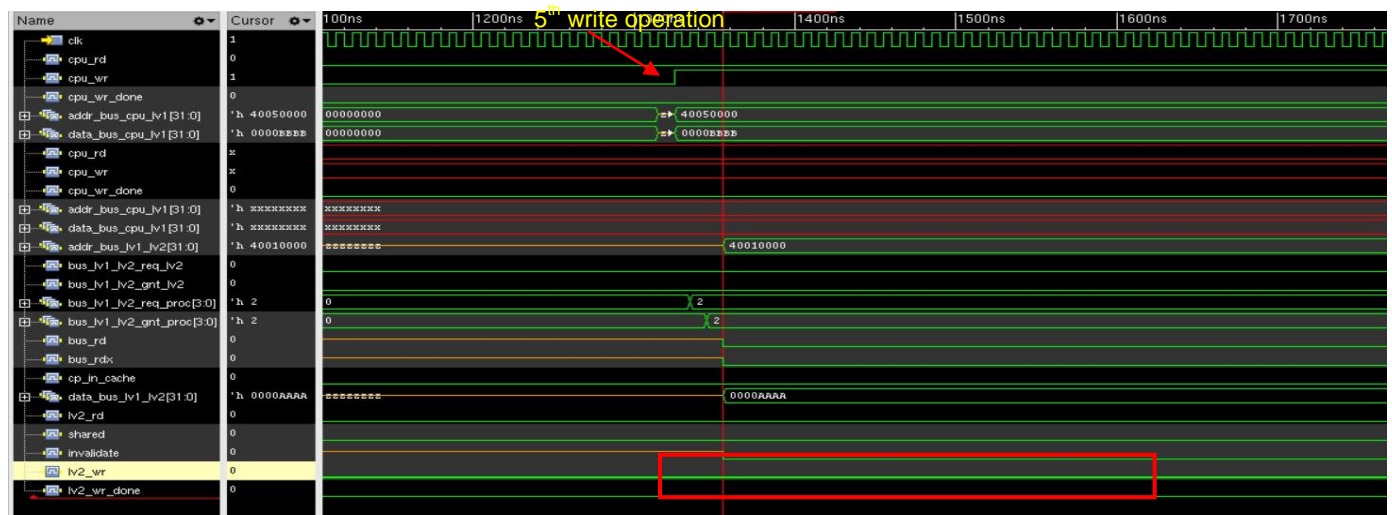 5th write operation
Name Cursor 100ns 1200ns 1400ns 1500ns 1600ns 1700ns
clk 1
cpu_rd 0
cpu_wr 1
cpu_wr_done 0
addr_bus_cpu_lv1[31:0] 'h 40050000 00000000 40050000
data_bus_cpu_lv1[31:0] 'h 0000BBBB 00000000 0000BBBB
cpu_rd x
cpu_wr x
cpu_wr_done 0
addr_bus_cpu_lv1[31:0] 'h xxxxxxxx xxxxxxxx
data_bus_cpu_lv1[31:0] 'h xxxxxxxx xxxxxxxx
addr_bus_lv1_lv2[31:0] 'h 40010000 zzzzzzzz 40010000
bus_lv1_lv2_req_lv2 0
bus_lv1_lv2_gnt_lv2 0
bus_lv1_lv2_req_proc[3:0] 'h 2 0 2
bus_lv1_lv2_gnt_proc[3:0] 'h 2 0 2
bus_rd 0
bus_rdx 0
cp_in_cache 0
data_bus_lv1_lv2[31:0] 'h 0000AAAA zzzzzzzz 0000AAAA
lv2_rd 0
shared 0
invalidate 0
lv2_wr 0
lv2_wr_done 0